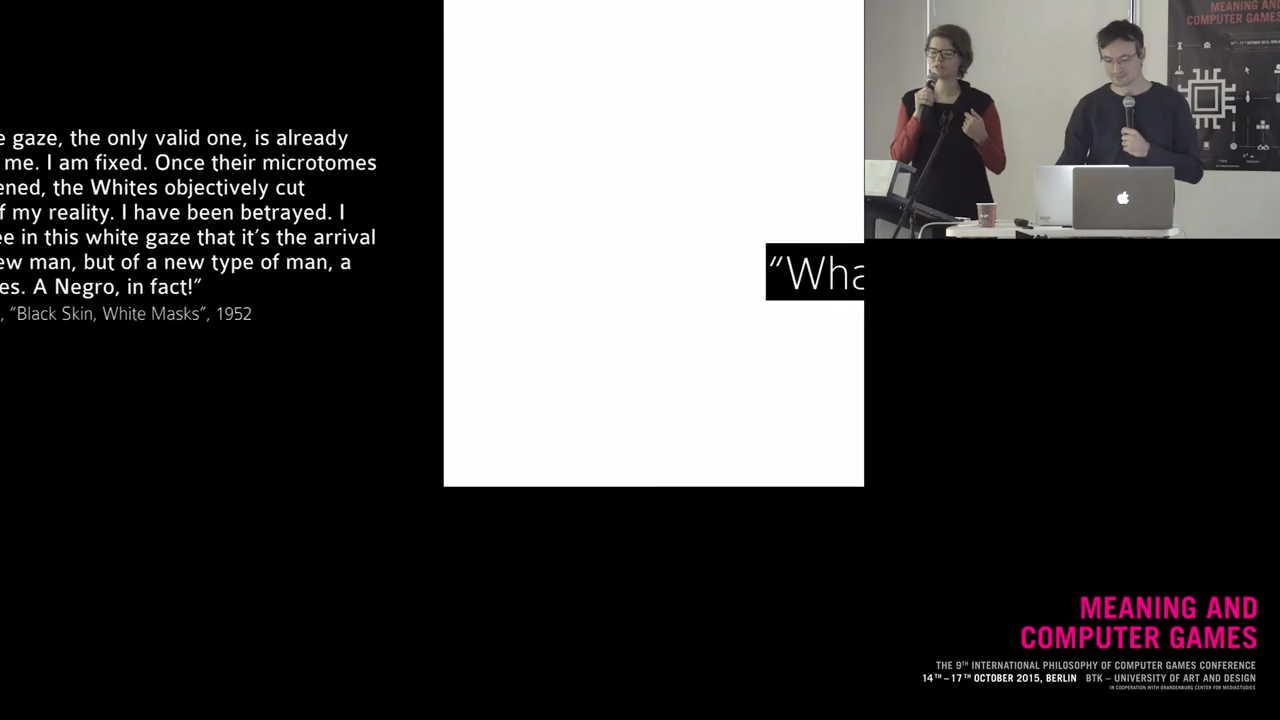 e gaze, the only valid one, is already
me. I am fixed. Once their microtomes
ened, the Whites objectively cut
f my reality. I have been betrayed. I
ee in this white gaze that it´s the arrival
ew man, but of a new type of man, a
es. A Negro, in fact!”
, “Black Skin, White Masks”, 1952
“Wha
MEANING AND
COMPUTER GAMES
MEANING AND
COMPUTER GAMES
THE 9TH INTERNATIONAL PHILOSOPHY OF COMPUTER GAMES CONFERENCE
14TH – 17TH OCTOBER 2015, BERLIN BTK – UNIVERSITY OF ART AND DESIGN
IN COOPERATION WITH BRANDENBURG CENTER FOR MEDIASTUDIES